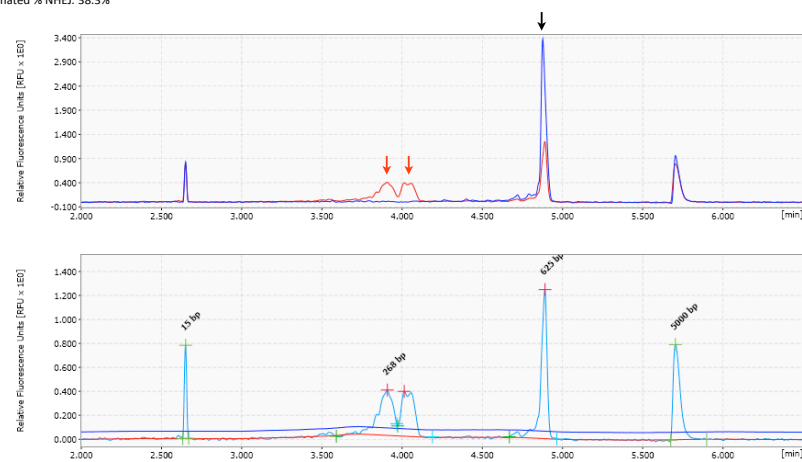 NHEJ: 38.3%
Relative Fluorescence Units [RFU x 1E0]
3.400
2.900
2.400
1.900
1.400
0.900
0.400
-0.100
2.000 2.500 3.000 3.500 4.000 4.500 5.000 5.500 6.000 [min]
Relative Fluorescence Units [RFU x 1E0]
1.400
1.200
1.000
0.800
0.600
0.400
0.200
0.000
15 bp
268 bp
625 bp
5000 bp
2.000 2.500 3.000 3.500 4.000 4.500 5.000 5.500 6.000 [min]